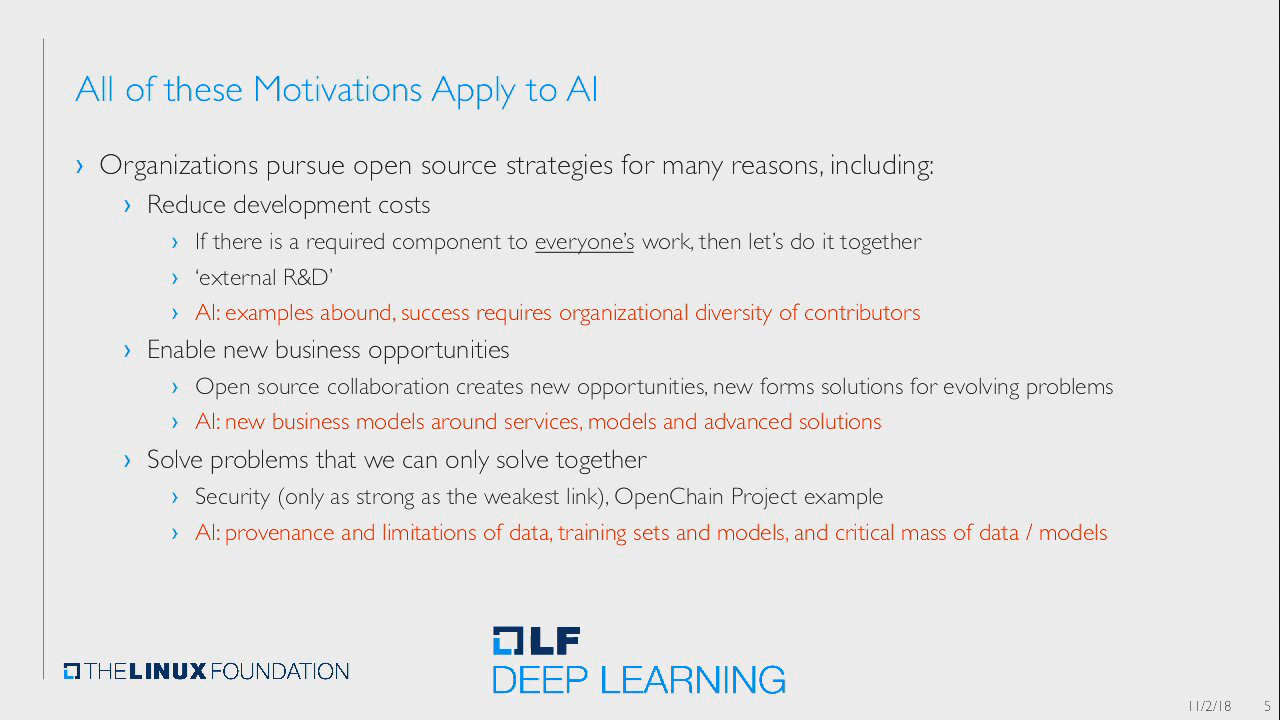 All of these Motivations Apply to AI
› Organizations pursue open source strategies for many reasons, including:
› Reduce development costs
› If there is a required component to everyone's work, then let's do it together
› ‘external R&D’
› AI: examples abound, success requires organizational diversity of contributors
› Enable new business opportunities
› Open source collaboration creates new opportunities, new forms solutions for evolving problems
› AI: new business models around services, models and advanced solutions
› Solve problems that we can only solve together
› Security (only as strong as the weakest link), OpenChain Project example
› AI: provenance and limitations of data, training sets and models, and critical mass of data / models
THE LINUX FOUNDATION
LF
DEEP LEARNING
11/2/18 5